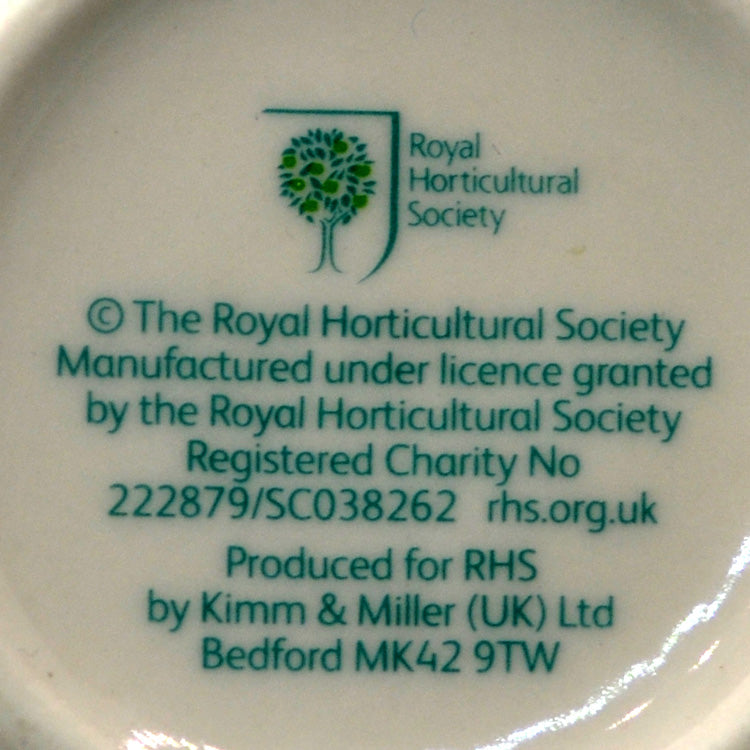 Royal
Horticultural
Society
© The Royal Horticultural Society
Manufactured under licence granted
by the Royal Horticultural Society
Registered Charity No
222879/SC038262 rhs.org.uk
Produced for RHS
by Kimm & Miller (UK) Ltd
Bedford MK42 9TW